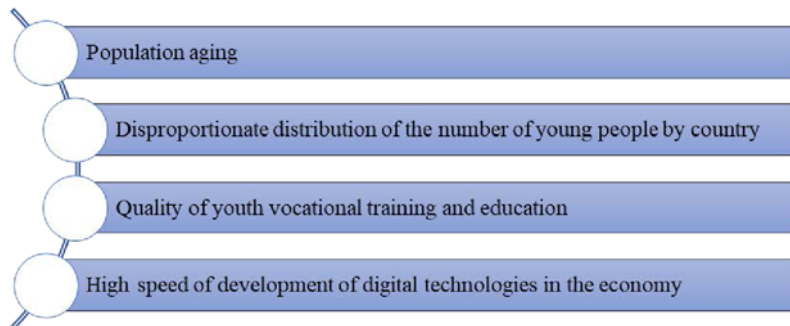 Population aging
Disproportionate distribution of the number of young people by country
Quality of youth vocational training and education
High speed of development of digital technologies in the economy